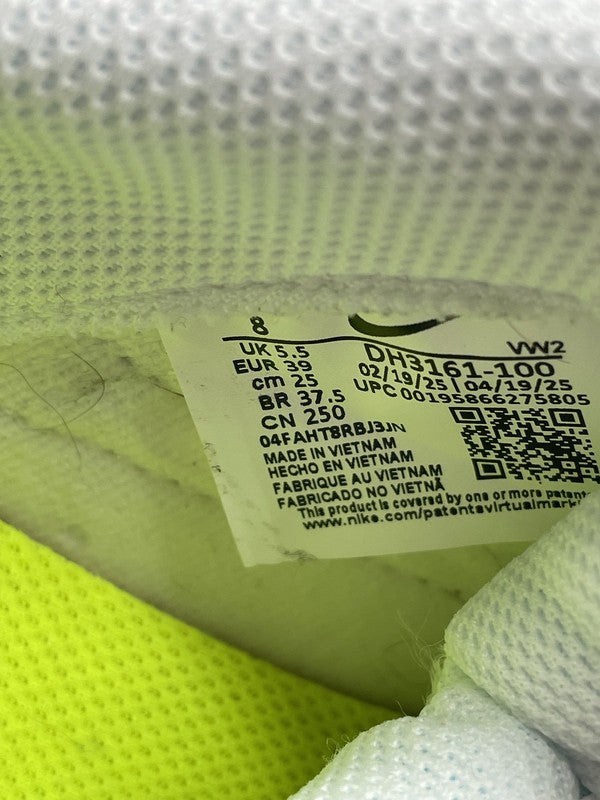 8
UK 5.5
EUR 39
cm 25
BR 37.5
CN 250
04FAHT8RBJ3JN
VW2
DH3161-100
02/19/25 | 04/19/25
UPC 00195866275805
MADE IN VIETNAM
HECHO EN VIETNAM
FABRIQUE AU VIETNAM
FABRICADO NO VIETNÃ
This product is covered by one or more
www.nike.com/patents